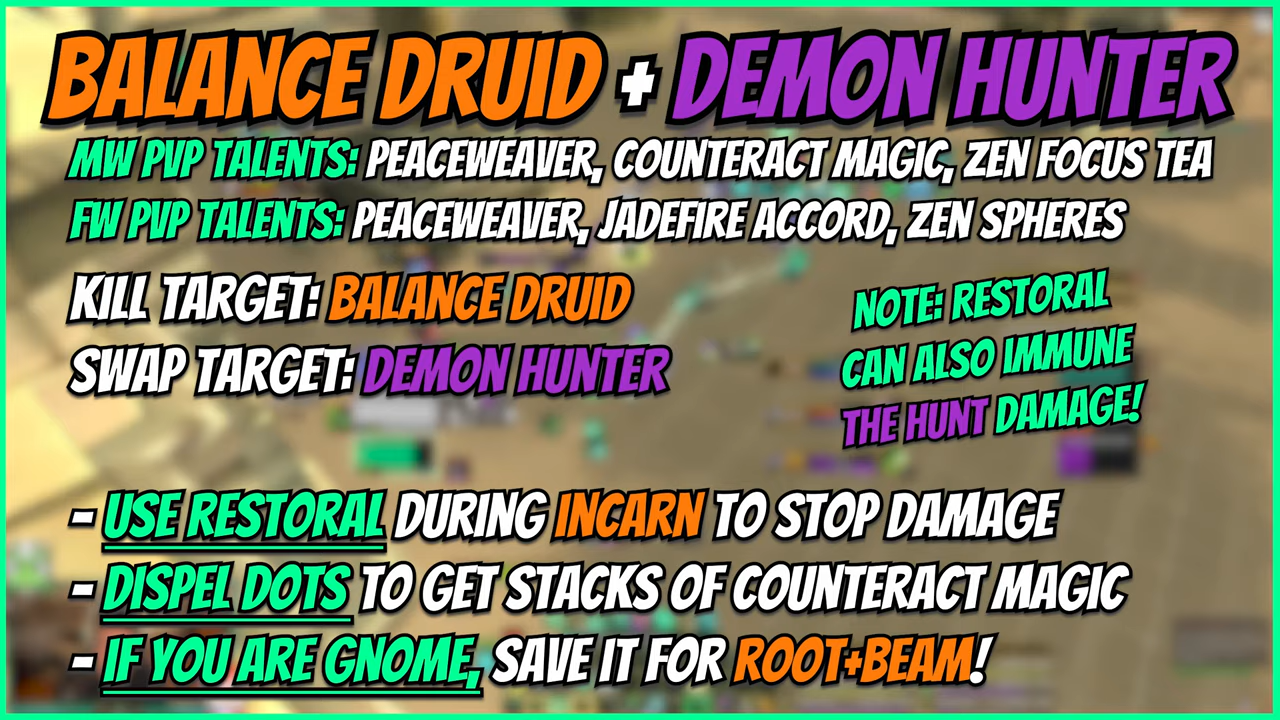 BALANCE DRUID + DEMON HUNTER
MW PVP TALENTS: PEACEWEAVER, COUNTERACT MAGIC, ZEN FOCUS TEA
FW PVP TALENTS: PEACEWEAVER, JADEFIRE ACCORD, ZEN SPHERES
KILL TARGET: BALANCE DRUID
SWAP TARGET: DEMON HUNTER
NOTE: RESTORAL
CAN ALSO IMMUNE
THE HUNT DAMAGE!
- USE RESTORAL DURING INCARN TO STOP DAMAGE
- DISPEL DOTS TO GET STACKS OF COUNTERACT MAGIC
- IF YOU ARE GNOME, SAVE IT FOR ROOT+BEAM!